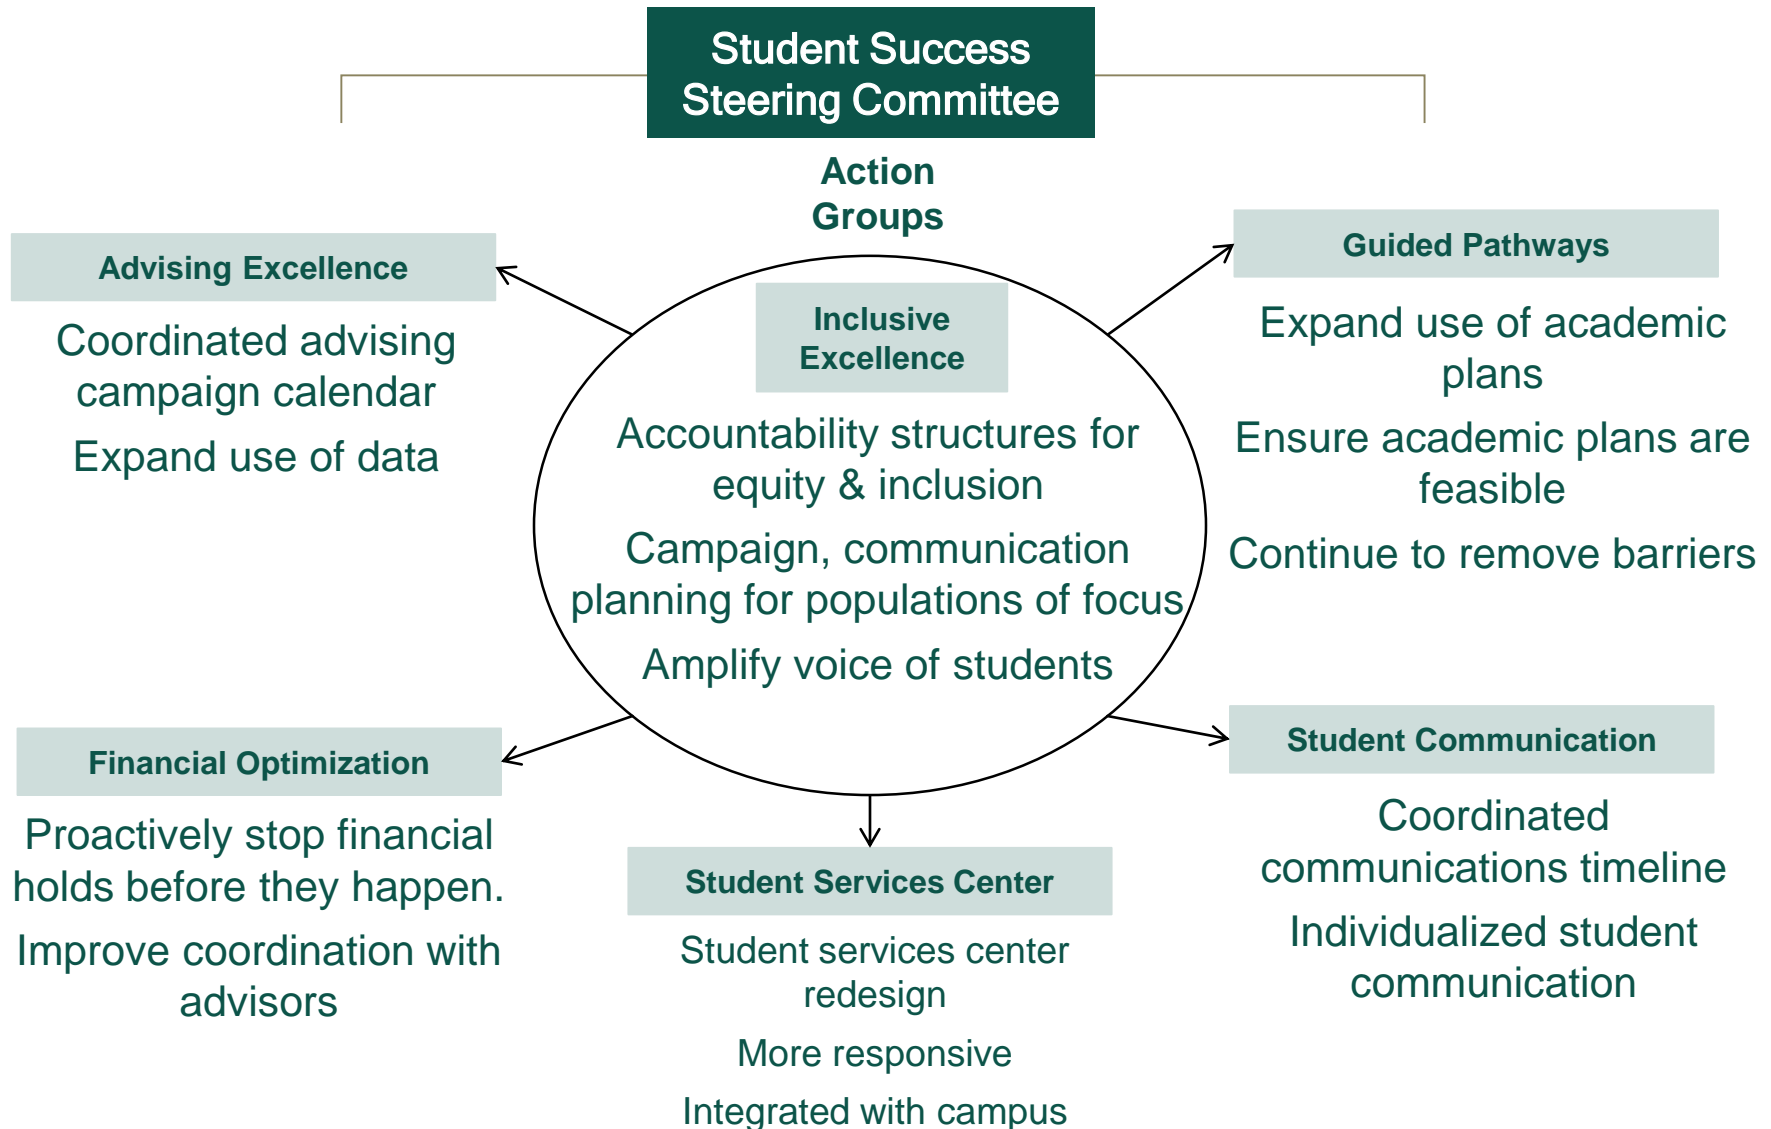 Student Success
Steering Committee
Action
Groups
Advising Excellence
Coordinated advising
campaign calendar
Expand use of data
Inclusive
Excellence
Accountability structures for
equity & inclusion
Campaign, communication
planning for populations of focus
Amplify voice of students
Guided Pathways
Expand use of academic
plans
Ensure academic plans are
feasible
Continue to remove barriers
Financial Optimization
Proactively stop financial
holds before they happen.
Improve coordination with
advisors
Student Services Center
Student services center
redesign
More responsive
Integrated with campus
Student Communication
Coordinated
communications timeline
Individualized student
communication